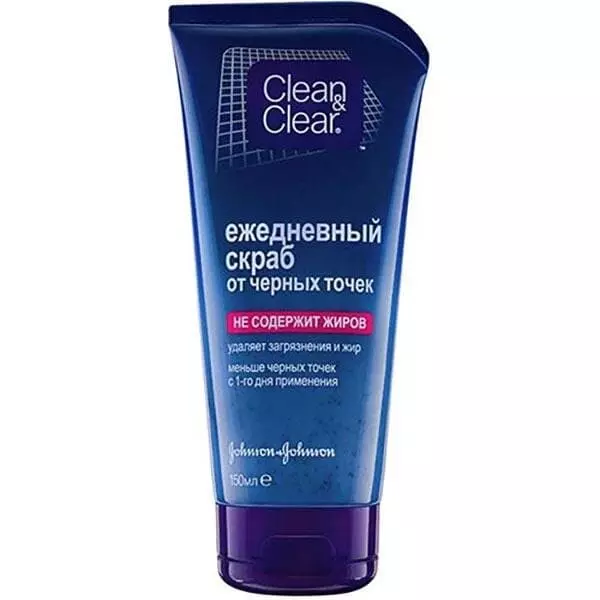 Clean
&
Clear®
™
ежедневный
скраб
от черных точек
НЕ СОДЕРЖИТ ЖИРОВ
удаляет загрязнения и жир
меньше черных точек
с 1-го дня применения
Johnson+Johnson
150мл e